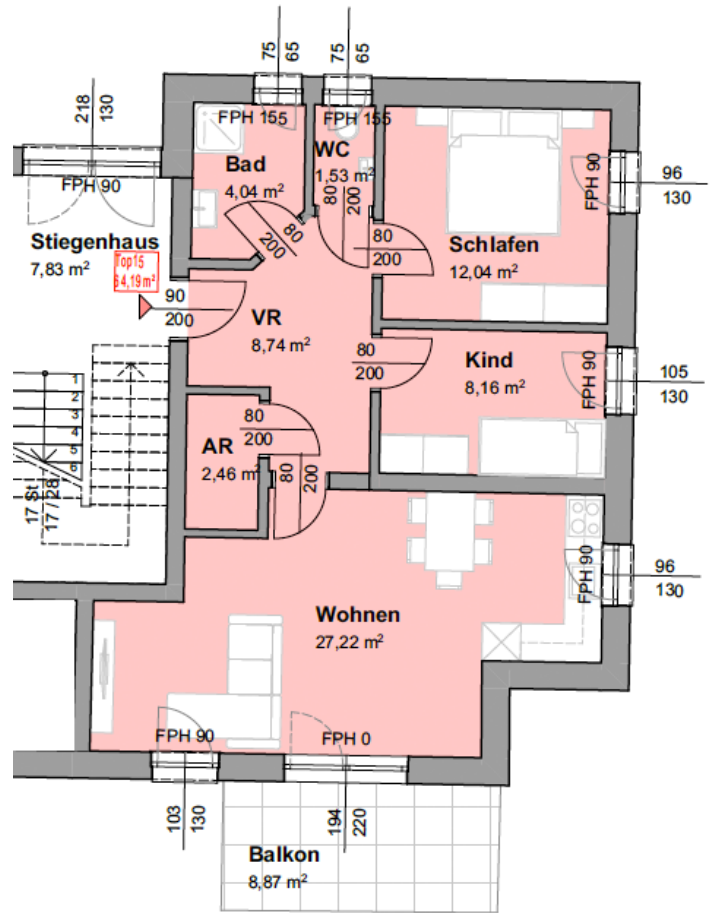 75
65
75
65
218
130
FPH 155
FPH 155
FPH 90
Bad
4,04 m²
80
200
WC
1,53 m²
80
200
FPH 90
96
130
Stiegenhaus
7,83 m²
Top15
64,19 m²
80
200
Schlafen
12,04 m²
90
200
VR
8,74 m²
80
200
Kind
8,16 m²
FPH 90
105
130
1
2
3
4
5
6
17 St
17 / 28
AR
2,46 m²
80
200
80
200
FPH 90
96
130
Wohnen
27,22 m²
FPH 90
FPH 0
103
130
194
220
Balkon
8,87 m²